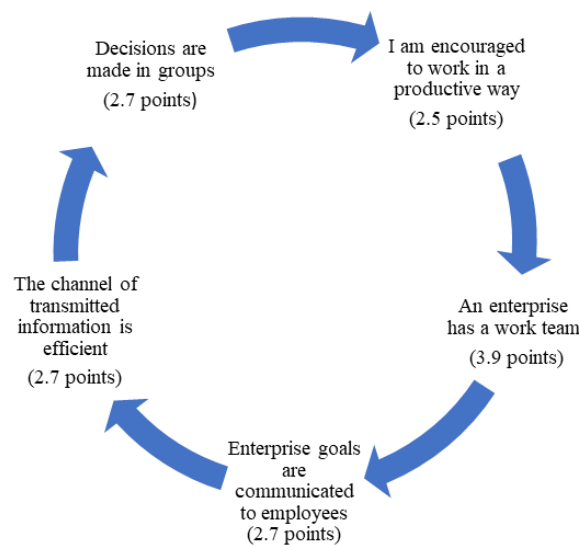 Decisions are
made in groups
(2.7 points)
I am encouraged
to work in a
productive way
(2.5 points)
An enterprise
has a work team
(3.9 points)
Enterprise goals
are
communicated
to employees
(2.7 points)
The channel of
transmitted
information is
efficient
(2.7 points)